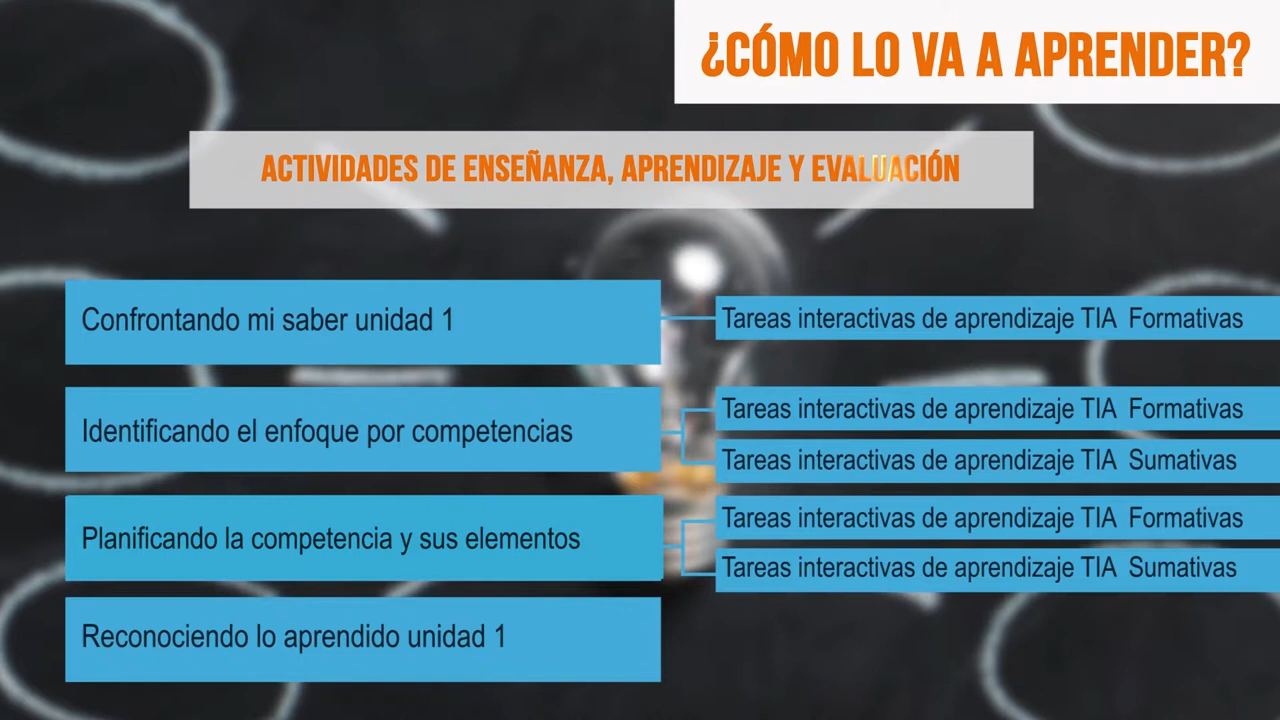 ¿CÓMO LO VA A APRENDER?
ACTIVIDADES DE ENSEÑANZA, APRENDIZAJE Y EVALUACIÓN
Confrontando mi saber unidad 1
Tareas interactivas de aprendizaje TIA Formativas
Identificando el enfoque por competencias
Tareas interactivas de aprendizaje TIA Formativas
Tareas interactivas de aprendizaje TIA Sumativas
Planificando la competencia y sus elementos
Tareas interactivas de aprendizaje TIA Formativas
Tareas interactivas de aprendizaje TIA Sumativas
Reconociendo lo aprendido unidad 1